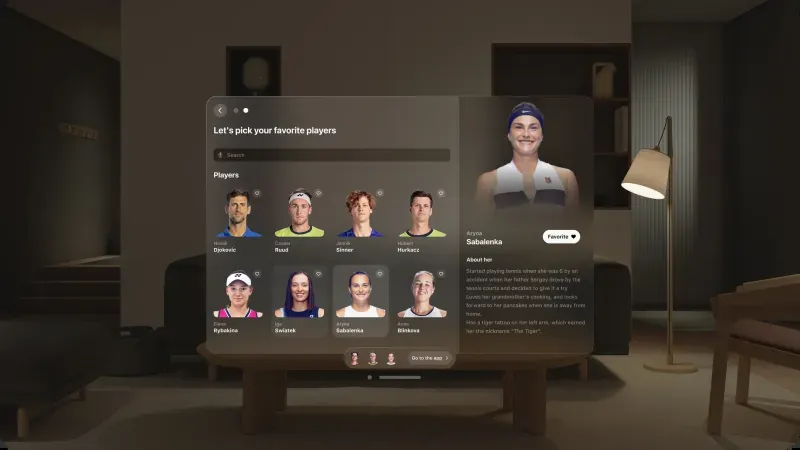 Let's pick your favorite players
Search
Players
Novak
Djokovic
Casper
Ruud
Jannik
Sinner
Hubert
Hurkacz
Elena
Rybakina
Iga
Swiatek
Aryna
Sabalenka
Anna
Blinkova
Go to the app
Aryna
Sabalenka
Favorite
About her
Started playing tennis when she was 6 by an
accident when her father Sergey drove by the
tennis courts and decided to give it a try
Loves her grandmother's cooking, and looks
forward to her pancakes when she is away from
home.
Has a tiger tattoo on her left arm, which earned
her the nickname "The Tiger".